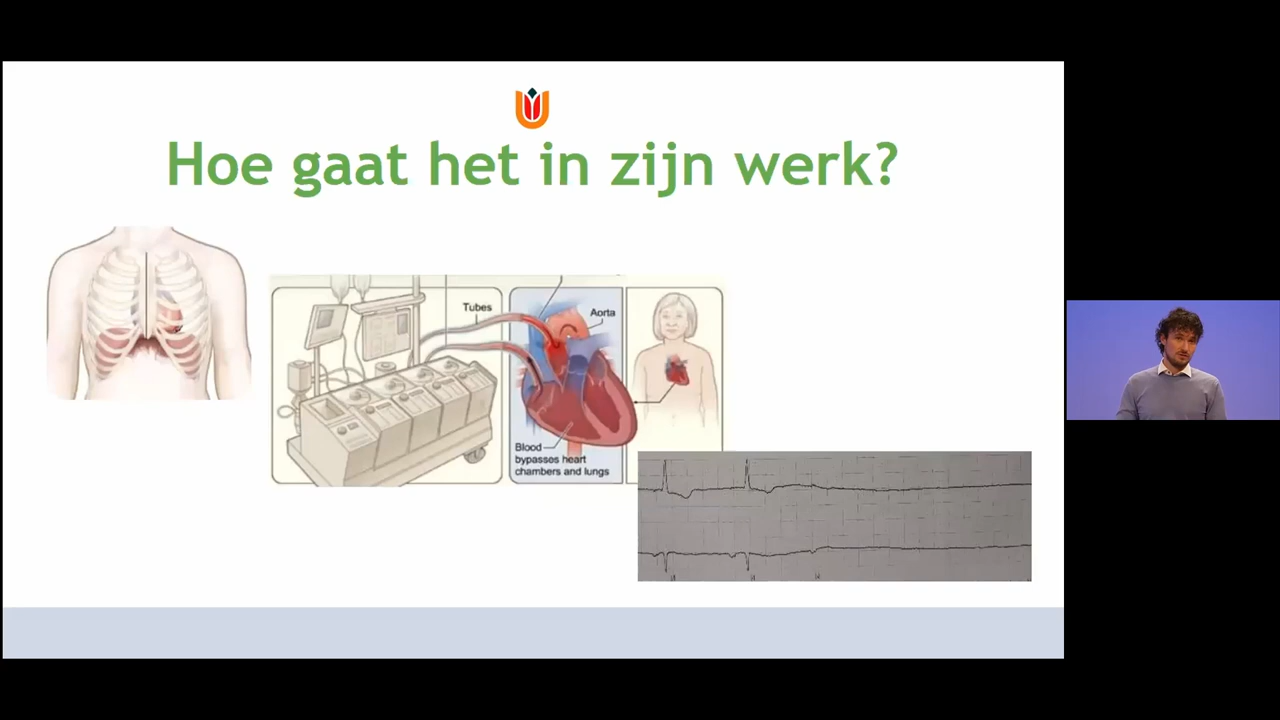 Hoe gaat het in zijn werk?
Tubes
Aorta
Blood
bypasses heart
chambers and lungs